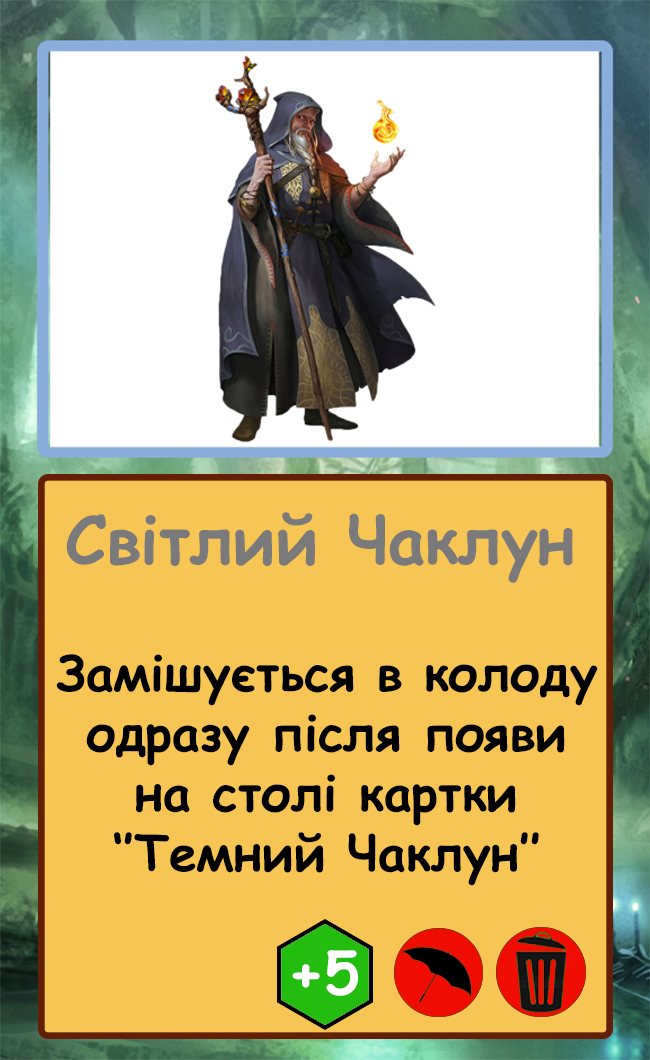 Світлий Чаклун
Замішується в колоду
одразу після появи
на столі картки
"Темний Чаклун"
+5